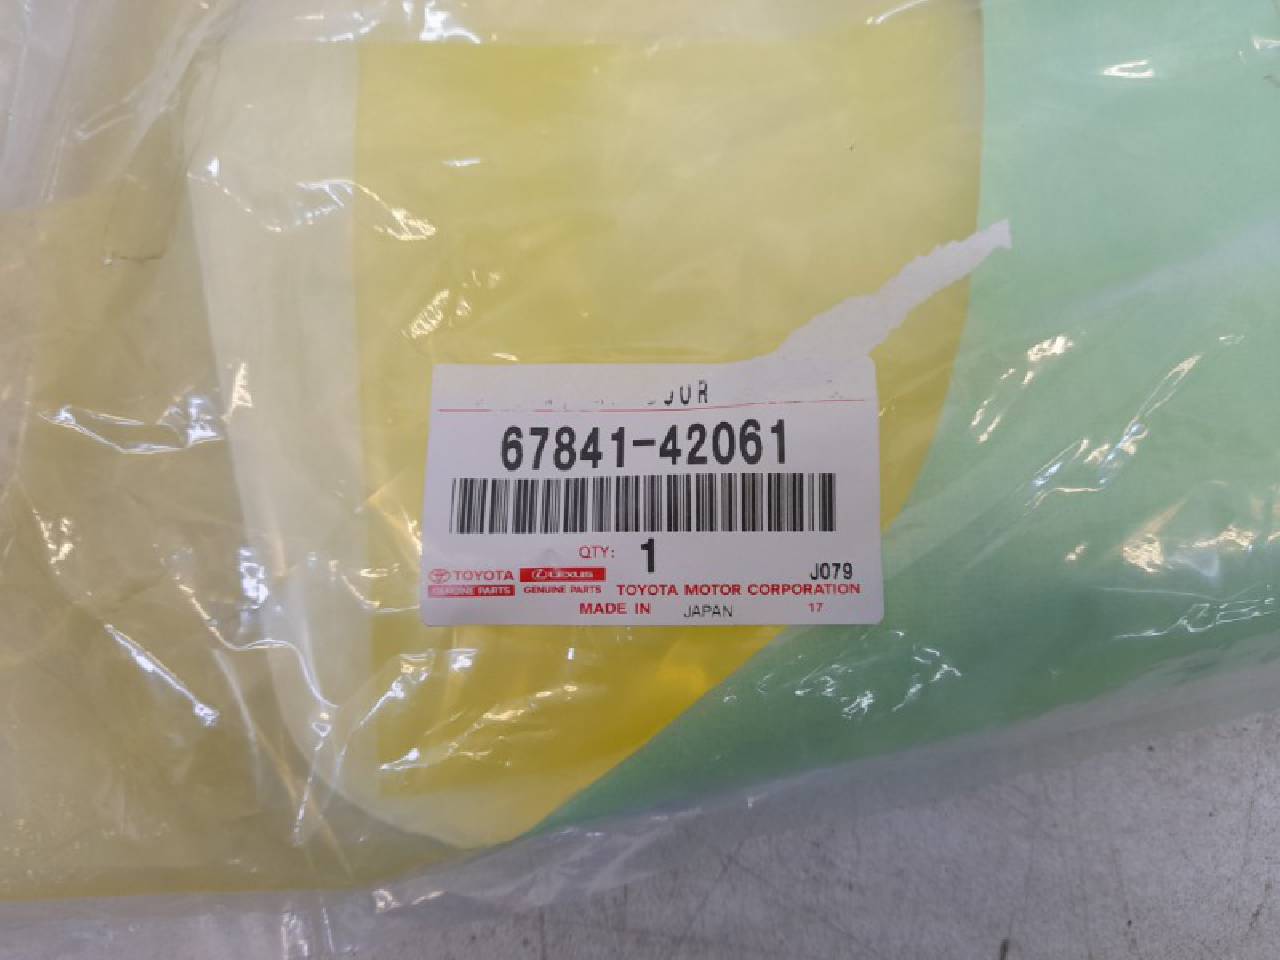 67841-42061
QTY: 1
J079
TOYOTA LEXUS
GENUINE PARTS GENUINE PARTS TOYOTA MOTOR CORPORATION
MADE IN JAPAN 17